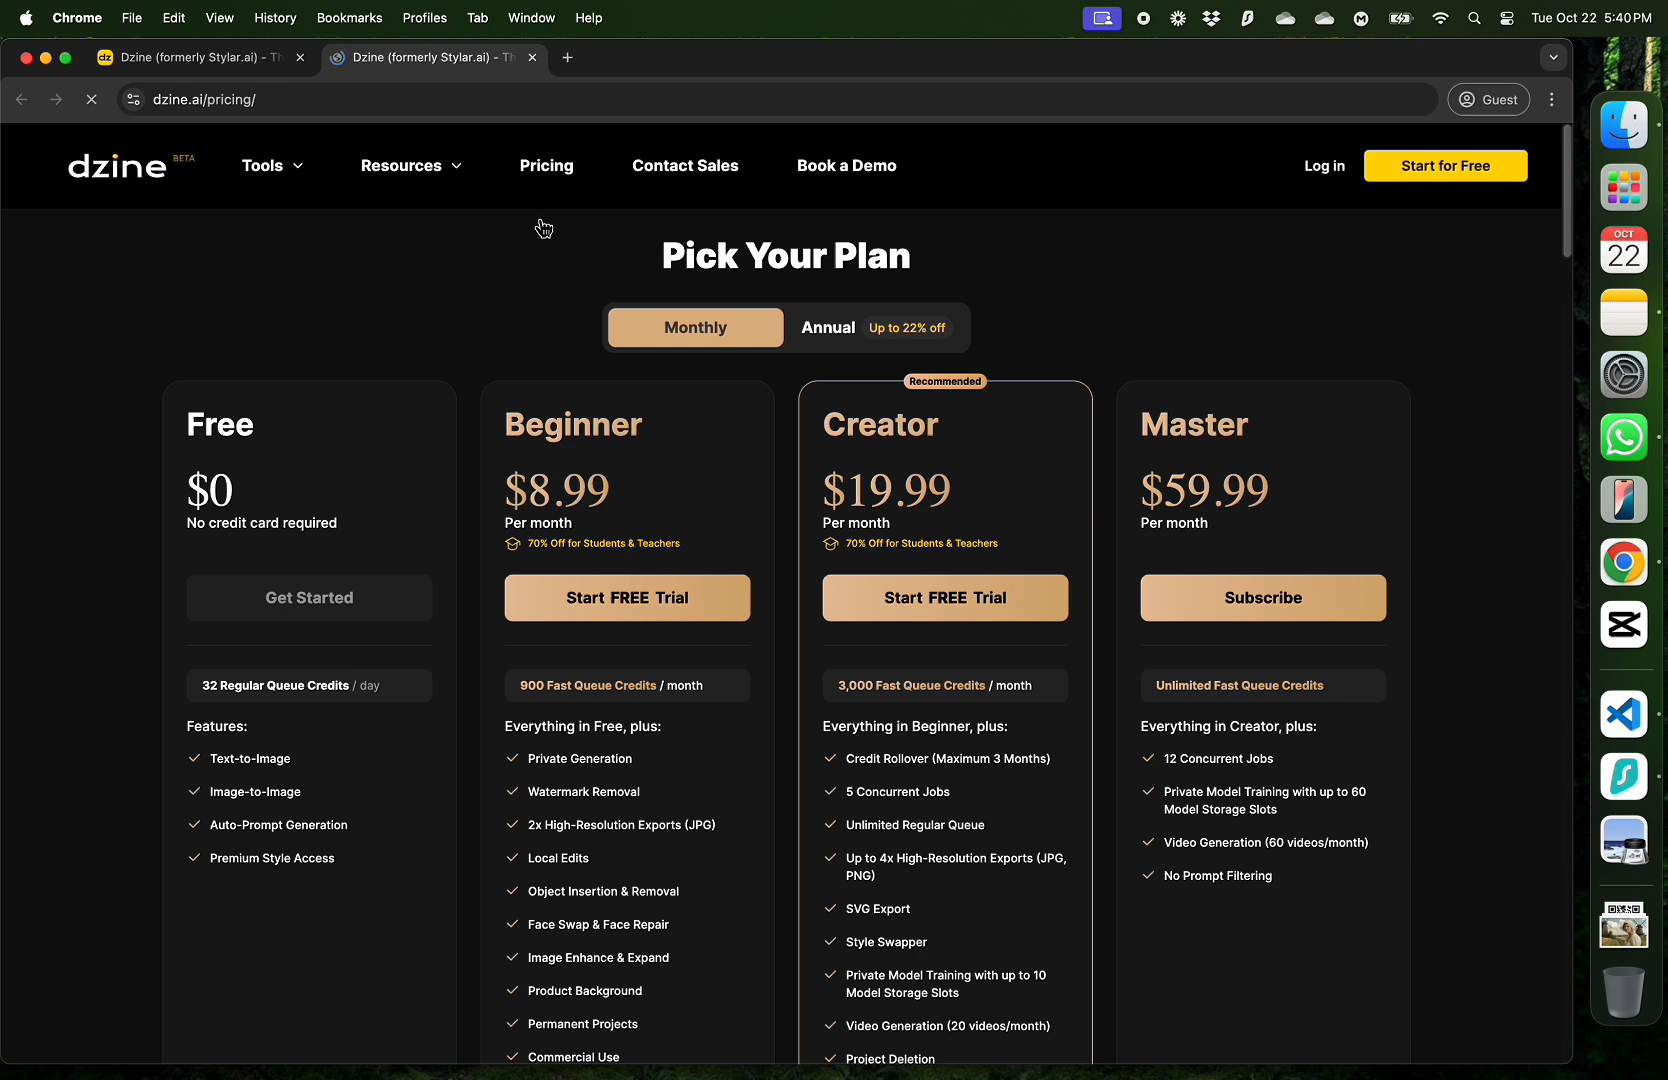 Chrome File Edit View History Bookmarks Profiles Tab Window Help Tue Oct 22 5:40 PM
Dzine (formerly Stylar.ai) - Th
Dzine (formerly Stylar.ai) - Th
dzine.ai/pricing/
Guest
dzine BETA
Tools
Resources
Pricing
Contact Sales
Book a Demo
Log in
Start for Free
Pick Your Plan
Monthly
Annual Up to 22% off
Free
$0
No credit card required
Get Started
32 Regular Queue Credits / day
Features:
Text-to-Image
Image-to-Image
Auto-Prompt Generation
Premium Style Access
Beginner
$8.99
Per month
70% Off for Students & Teachers
Start FREE Trial
900 Fast Queue Credits / month
Everything in Free, plus:
Private Generation
Watermark Removal
2x High-Resolution Exports (JPG)
Local Edits
Object Insertion & Removal
Face Swap & Face Repair
Image Enhance & Expand
Product Background
Permanent Projects
Commercial Use
Recommended
Creator
$19.99
Per month
70% Off for Students & Teachers
Start FREE Trial
3,000 Fast Queue Credits / month
Everything in Beginner, plus:
Credit Rollover (Maximum 3 Months)
5 Concurrent Jobs
Unlimited Regular Queue
Up to 4x High-Resolution Exports (JPG,
PNG)
SVG Export
Style Swapper
Private Model Training with up to 10
Model Storage Slots
Video Generation (20 videos/month)
Project Deletion
Master
$59.99
Per month
Subscribe
Unlimited Fast Queue Credits
Everything in Creator, plus:
12 Concurrent Jobs
Private Model Training with up to 60
Model Storage Slots
Video Generation (60 videos/month)
No Prompt Filtering
OCT
22